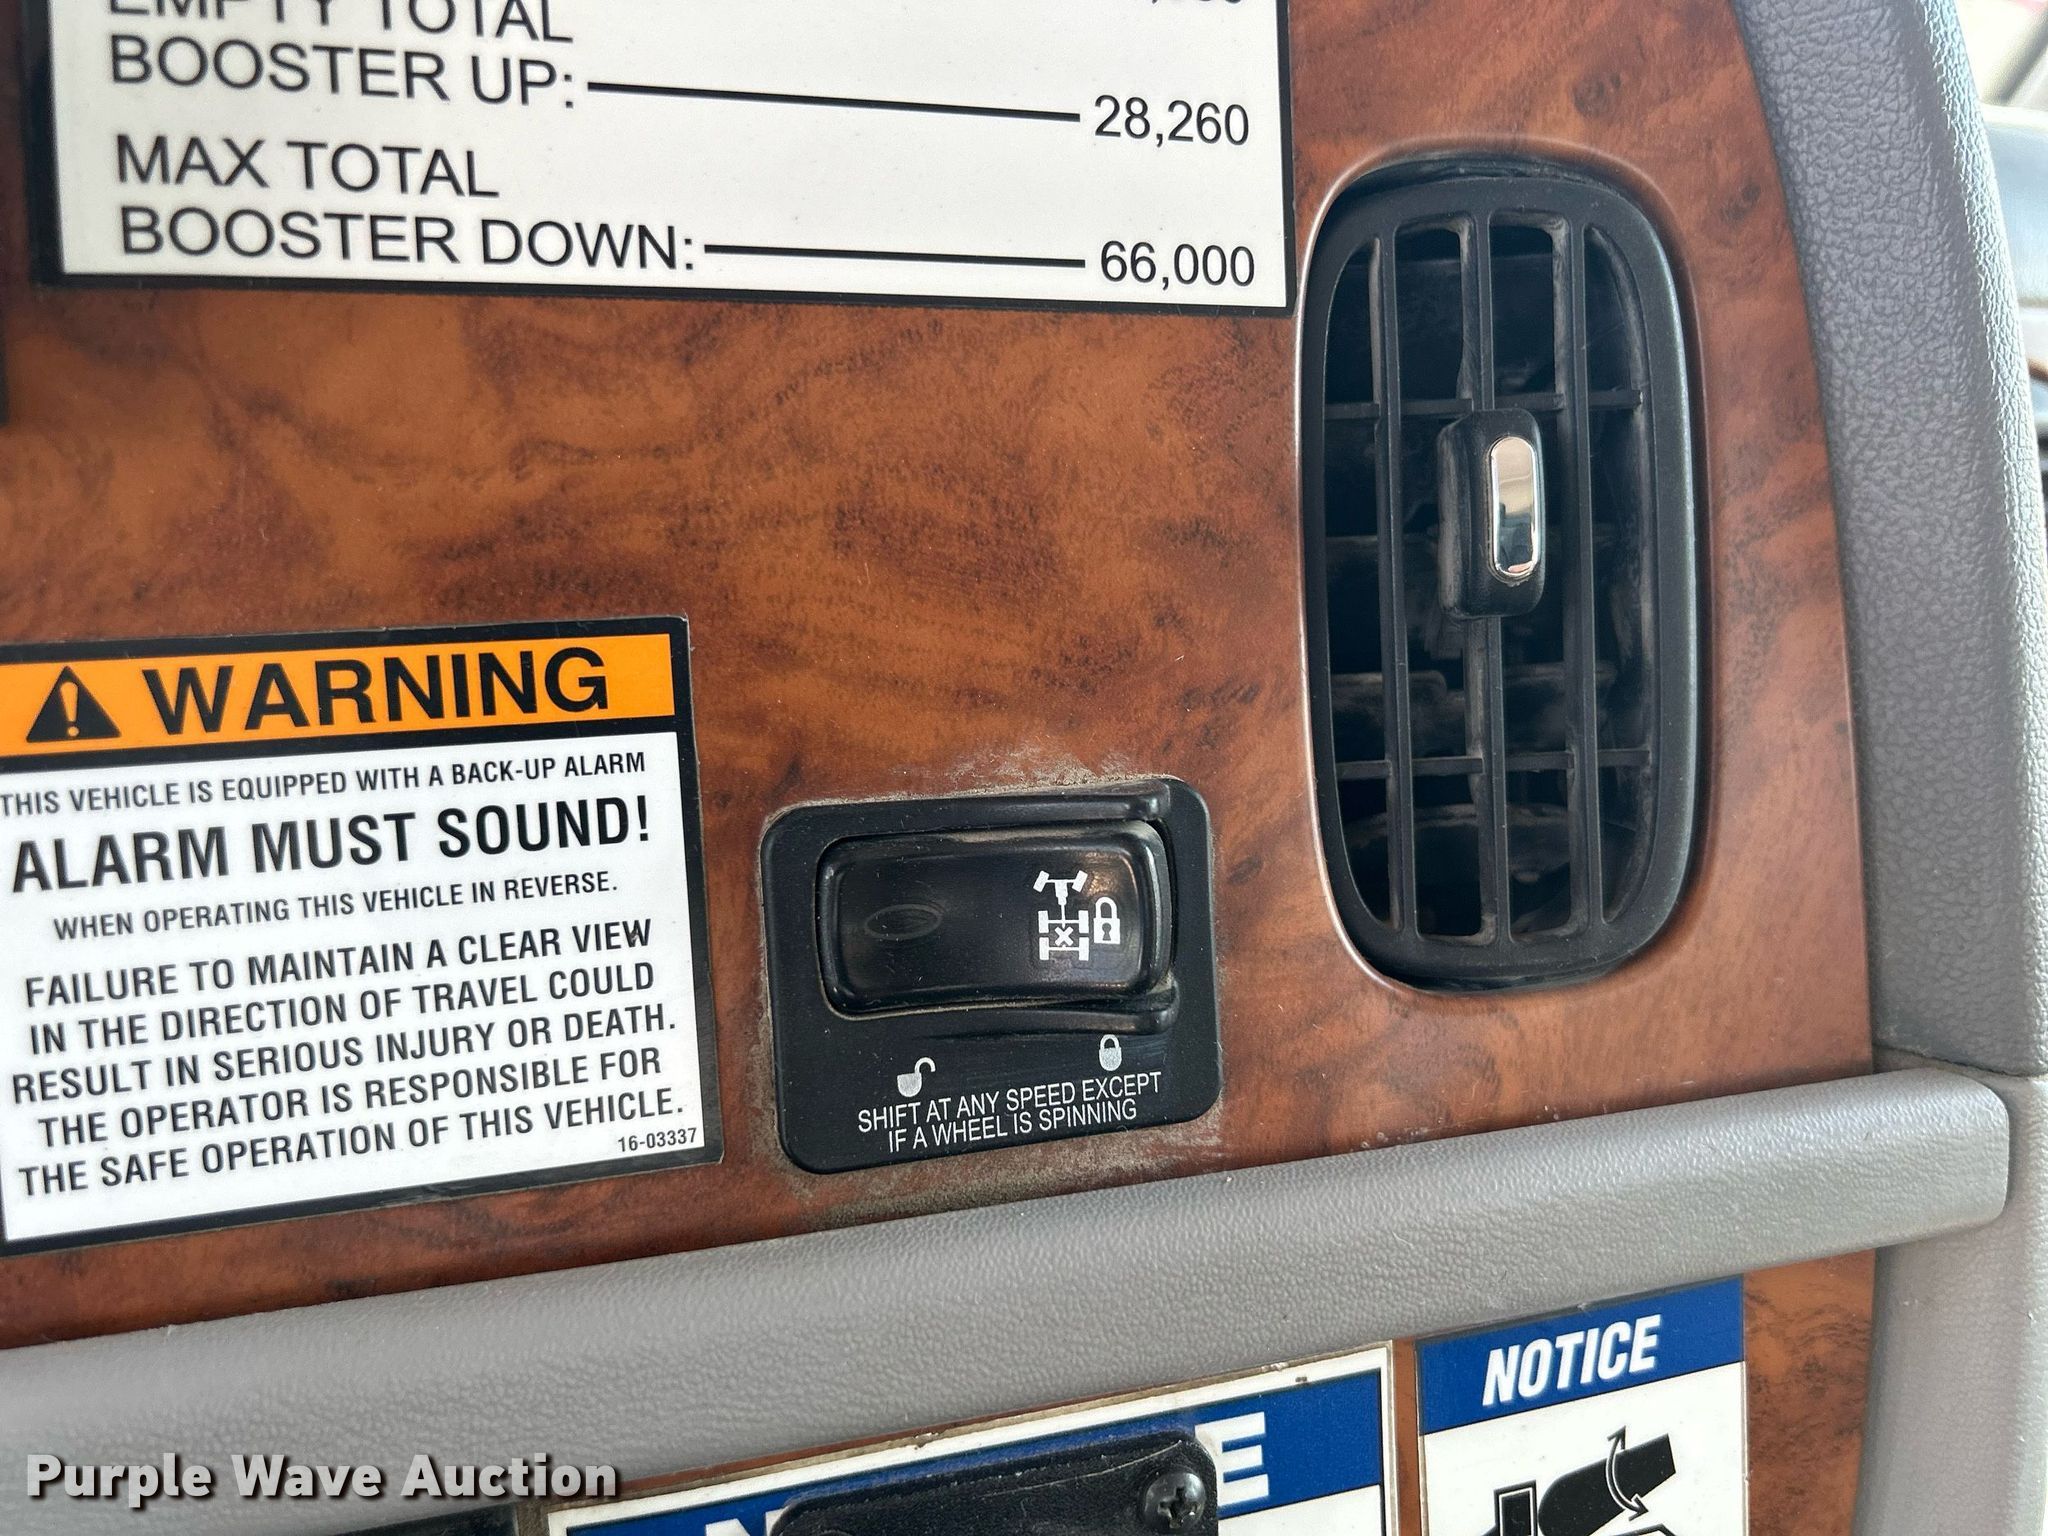 EMPTY TOTAL
BOOSTER UP: 28,260
MAX TOTAL
BOOSTER DOWN: 66,000
WARNING
THIS VEHICLE IS EQUIPPED WITH A BACK-UP ALARM
ALARM MUST SOUND!
WHEN OPERATING THIS VEHICLE IN REVERSE.
FAILURE TO MAINTAIN A CLEAR VIEW
IN THE DIRECTION OF TRAVEL COULD
RESULT IN SERIOUS INJURY OR DEATH.
THE OPERATOR IS RESPONSIBLE FOR
THE SAFE OPERATION OF THIS VEHICLE.
16-03337
SHIFT AT ANY SPEED EXCEPT
IF A WHEEL IS SPINNING
NOTICE
Purple Wave Auction